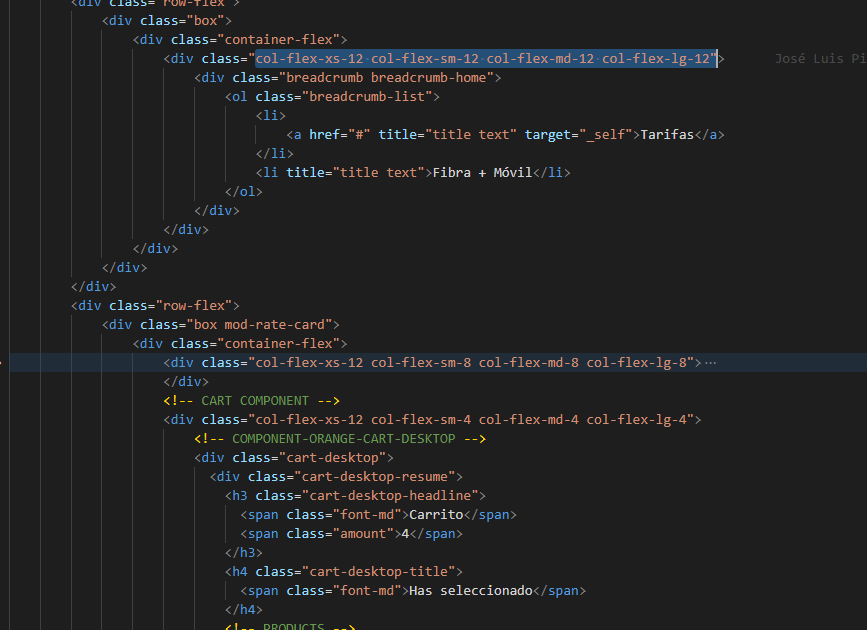 <div class="row-flex">
<div class="box">
<div class="container-flex">
<div class="col-flex-xs-12 col-flex-sm-12 col-flex-md-12 col-flex-lg-12"> José Luis Pi
<div class="breadcrumb breadcrumb-home">
<ol class="breadcrumb-list">
<li>
<a href="#" title="title text" target="_self">Tarifas</a>
</li>
<li title="title text">Fibra + Móvil</li>
</ol>
</div>
</div>
</div>
</div>
</div>
<div class="row-flex">
<div class="box mod-rate-card">
<div class="container-flex">
<div class="col-flex-xs-12 col-flex-sm-8 col-flex-md-8 col-flex-lg-8">···
</div>
<!-- CART COMPONENT -->
<div class="col-flex-xs-12 col-flex-sm-4 col-flex-md-4 col-flex-lg-4">
<!-- COMPONENT-ORANGE-CART-DESKTOP -->
<div class="cart-desktop">
<div class="cart-desktop-resume">
<h3 class="cart-desktop-headline">
<span class="font-md">Carrito</span>
<span class="amount">4</span>
</h3>
<h4 class="cart-desktop-title">
<span class="font-md">Has seleccionado</span>
</h4>
<!-- PRODUCTS -->